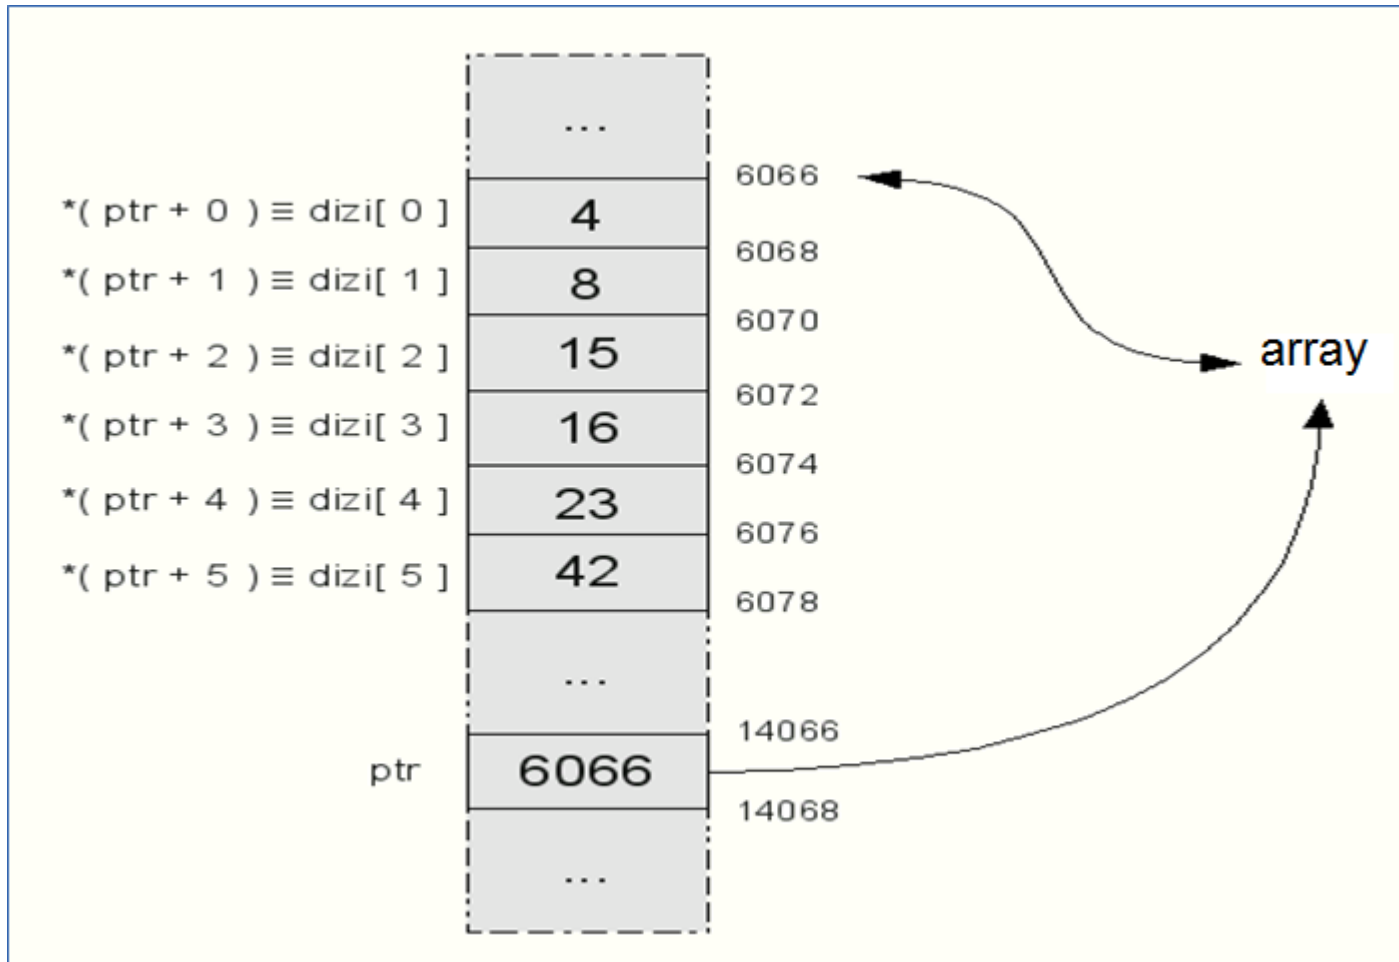 ...
6066
*( ptr + 0 ) ≡ dizi[ 0 ] 4
6068
*( ptr + 1 ) ≡ dizi[ 1 ] 8
6070
*( ptr + 2 ) ≡ dizi[ 2 ] 15 array
6072
*( ptr + 3 ) ≡ dizi[ 3 ] 16
6074
*( ptr + 4 ) ≡ dizi[ 4 ] 23
6076
*( ptr + 5 ) ≡ dizi[ 5 ] 42
6078
...
14066
ptr 6066
14068
...